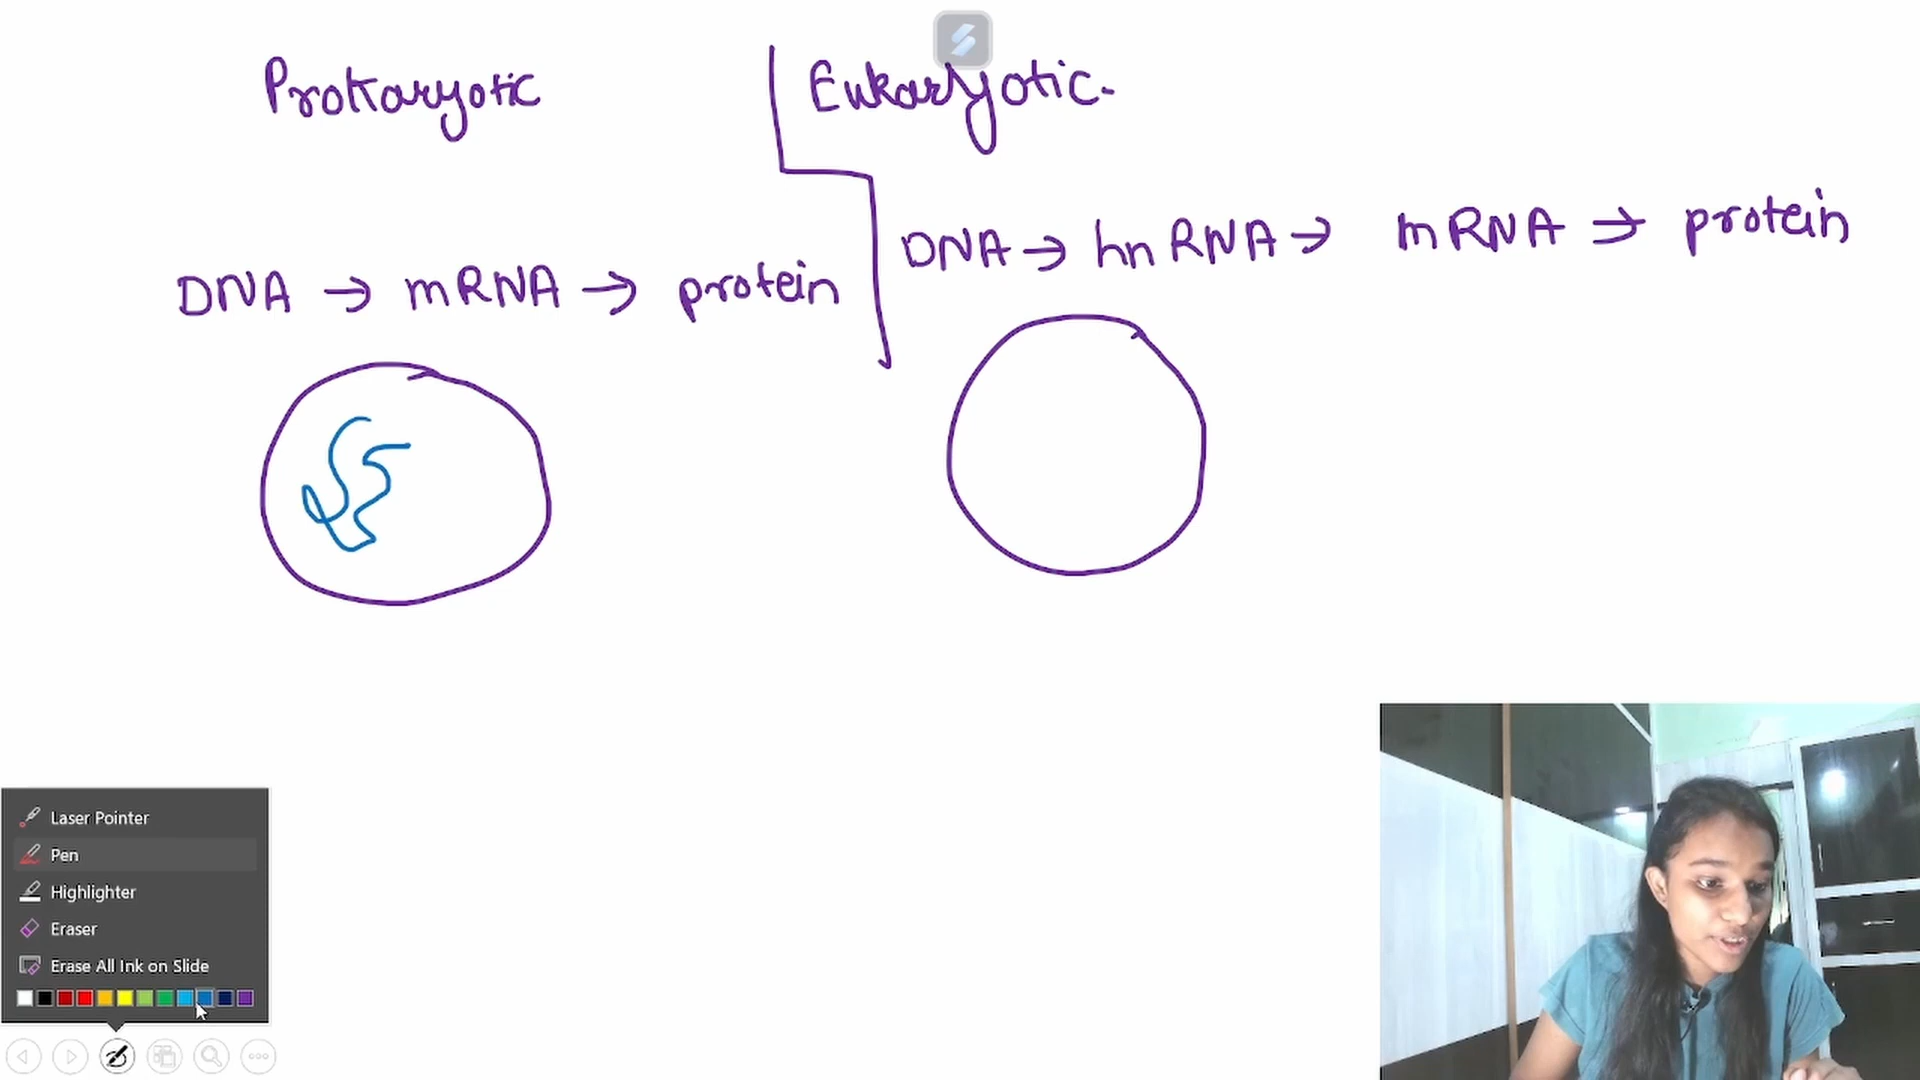 Prokaryotic
Eukaryotic.
DNA → mRNA → protein
DNA → hnRNA → mRNA → protein
Laser Pointer
Pen
Highlighter
Eraser
Erase All Ink on Slide